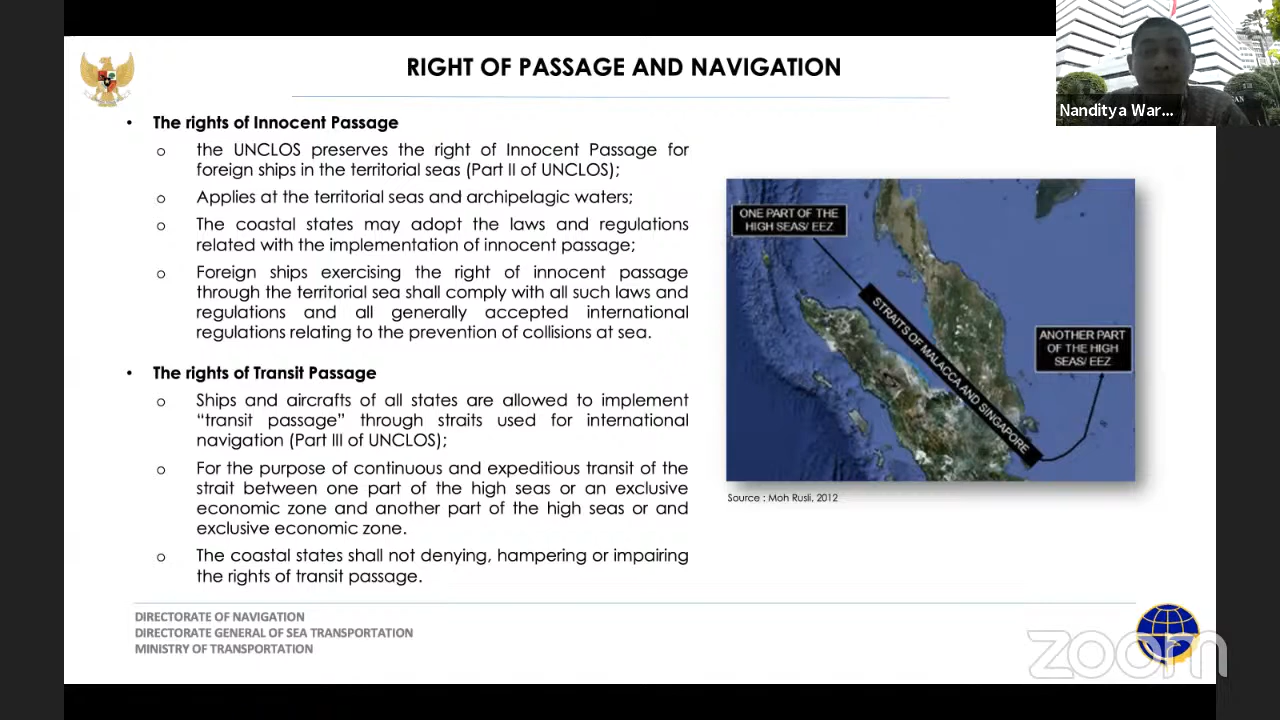 RIGHT OF PASSAGE AND NAVIGATION
Nanditya War...
• The rights of Innocent Passage
o the UNCLOS preserves the right of Innocent Passage for
foreign ships in the territorial seas (Part II of UNCLOS);
o Applies at the territorial seas and archipelagic waters;
o The coastal states may adopt the laws and regulations
related with the implementation of innocent passage;
o Foreign ships exercising the right of innocent passage
through the territorial sea shall comply with all such laws and
regulations and all generally accepted international
regulations relating to the prevention of collisions at sea.
• The rights of Transit Passage
o Ships and aircrafts of all states are allowed to implement
“transit passage” through straits used for international
navigation (Part III of UNCLOS);
o For the purpose of continuous and expeditious transit of the
strait between one part of the high seas or an exclusive
economic zone and another part of the high seas or and
exclusive economic zone.
o The coastal states shall not denying, hampering or impairing
the rights of transit passage.
ONE PART OF THE
HIGH SEAS/ EEZ
STRAITS OF MALACCA AND SINGAPORE
ANOTHER PART
OF THE HIGH
SEAS/ EEZ
Source : Moh Rusli, 2012
DIRECTORATE OF NAVIGATION
DIRECTORATE GENERAL OF SEA TRANSPORTATION
MINISTRY OF TRANSPORTATION
zoom